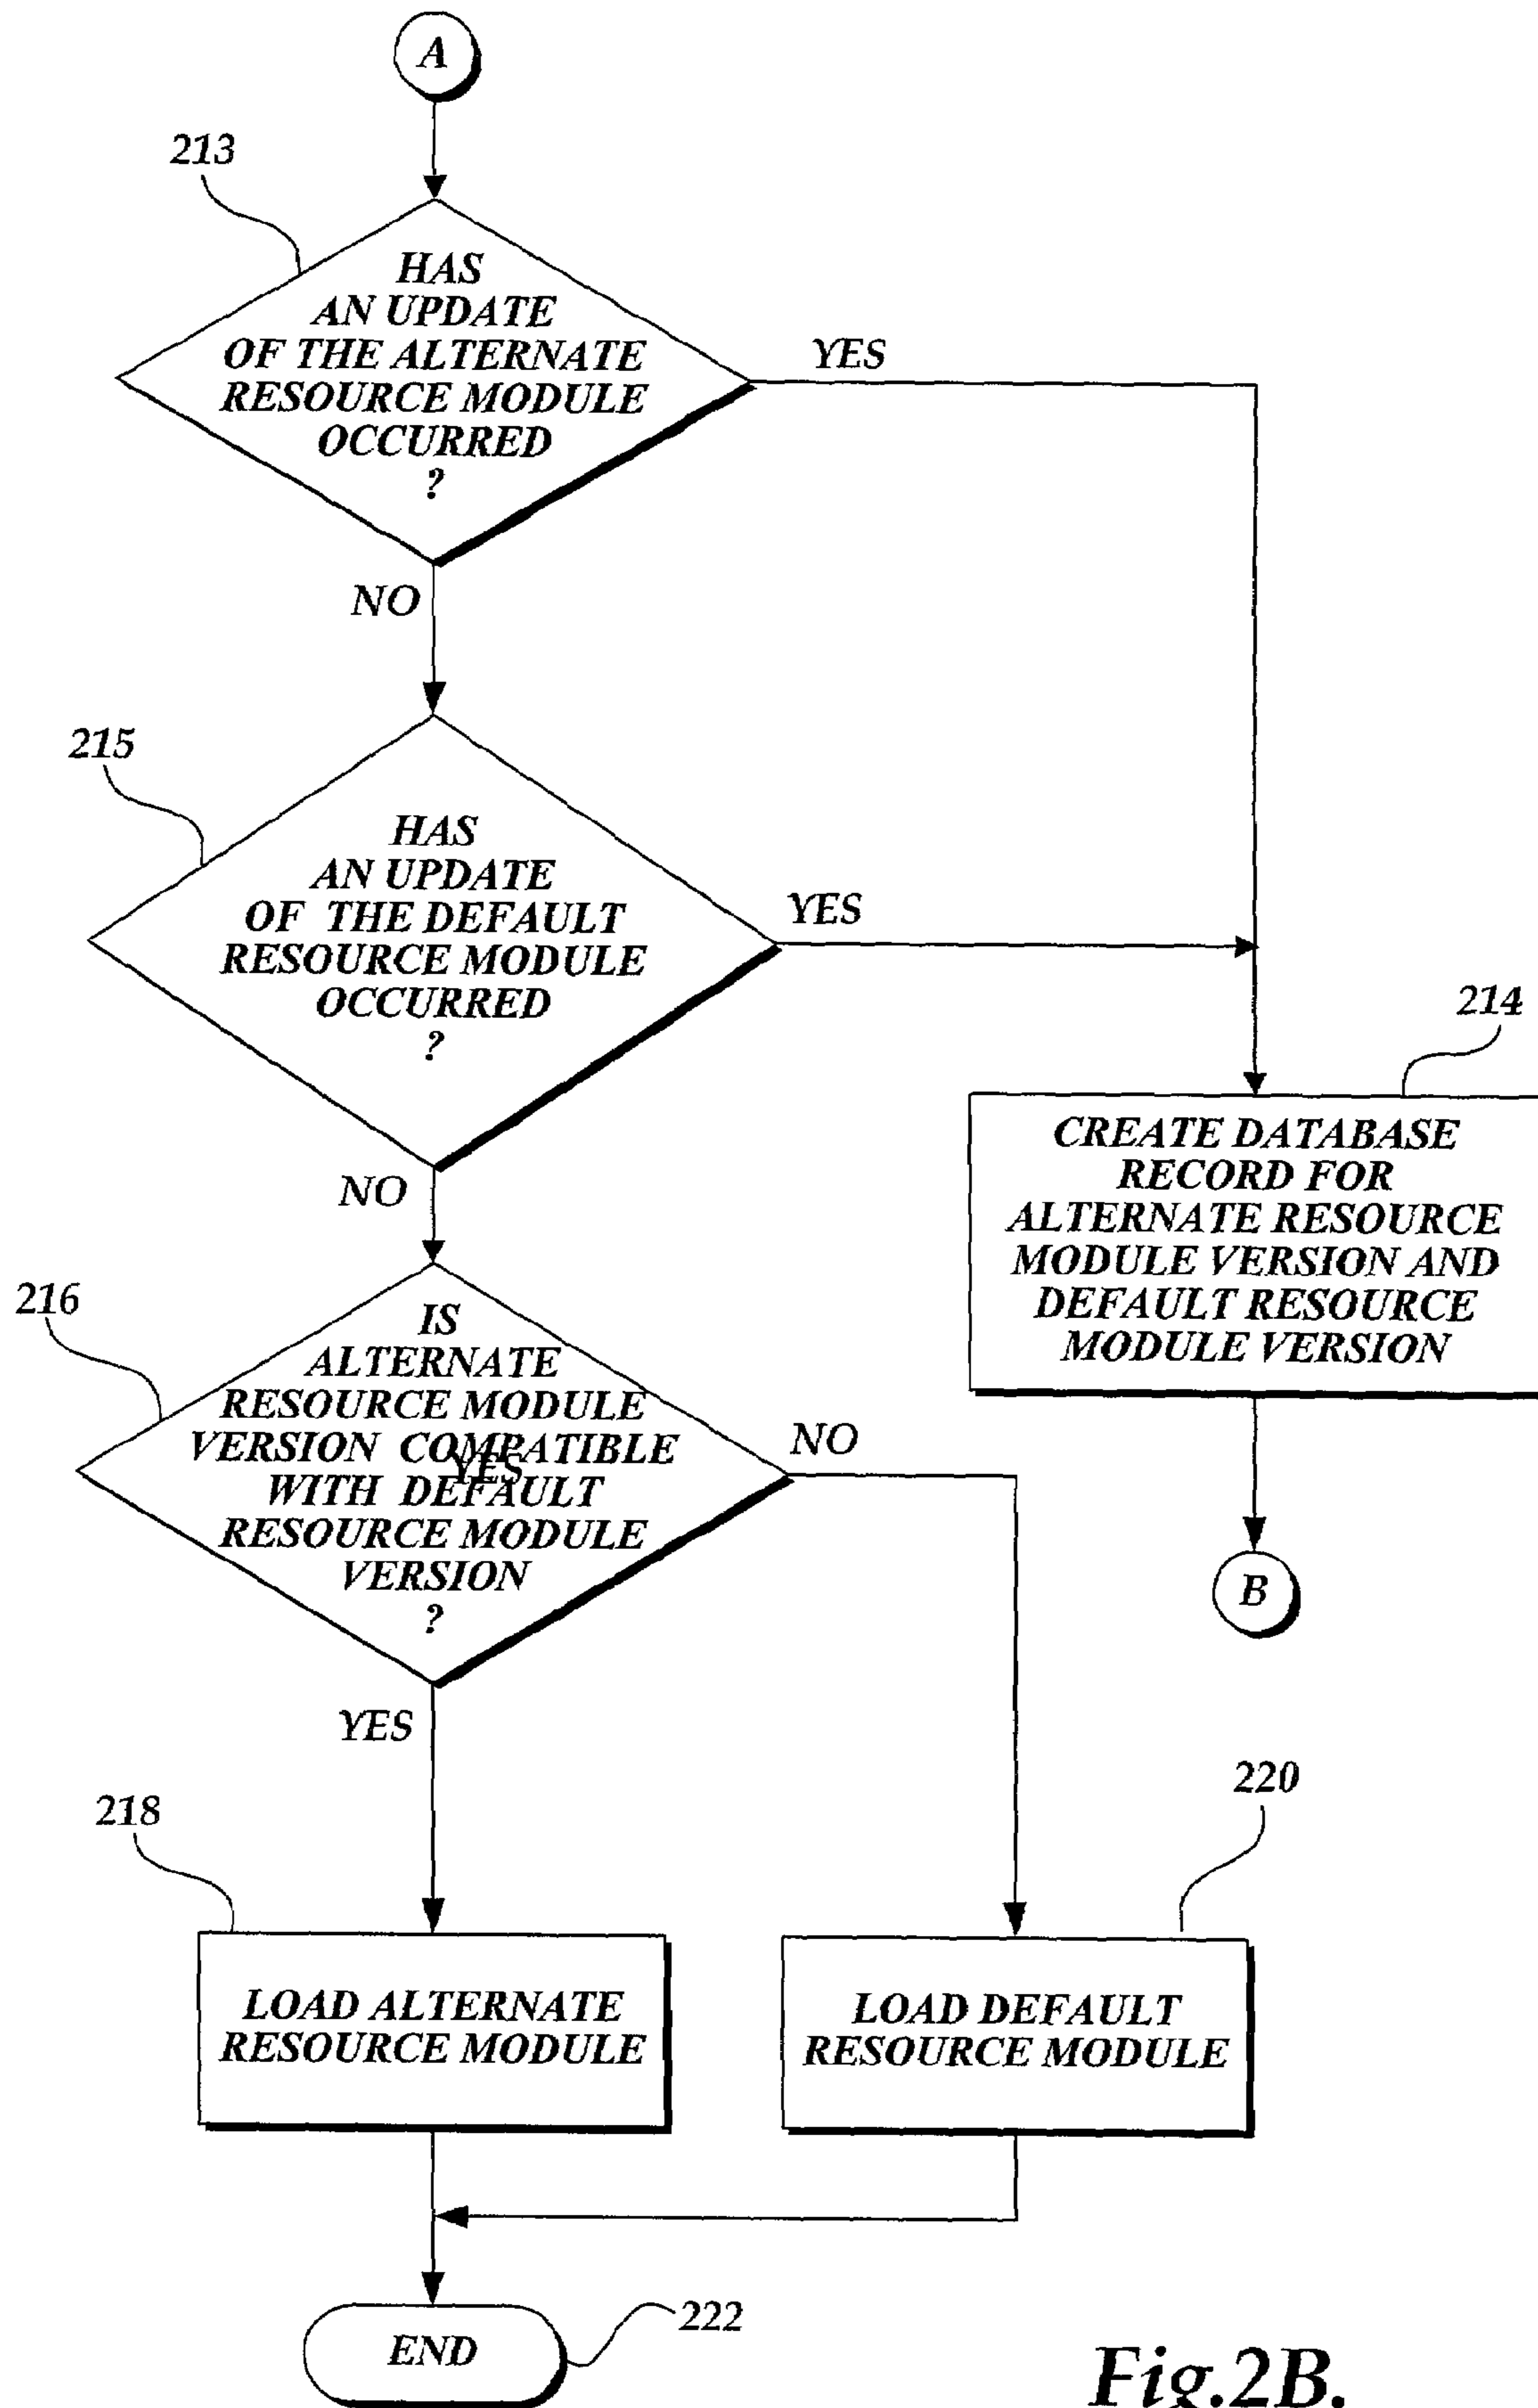 A
213
HAS
AN UPDATE
OF THE ALTERNATE
RESOURCE MODULE
OCCURRED
?
YES
NO
215
HAS
AN UPDATE
OF THE DEFAULT
RESOURCE MODULE
OCCURRED
?
YES
NO
214
CREATE DATABASE
RECORD FOR
ALTERNATE RESOURCE
MODULE VERSION AND
DEFAULT RESOURCE
MODULE VERSION
B
216
IS
ALTERNATE
RESOURCE MODULE
VERSION COMPATIBLE
YES
WITH DEFAULT
RESOURCE MODULE
VERSION
?
NO
YES
218
LOAD ALTERNATE
RESOURCE MODULE
220
LOAD DEFAULT
RESOURCE MODULE
END
222
Fig.2B.